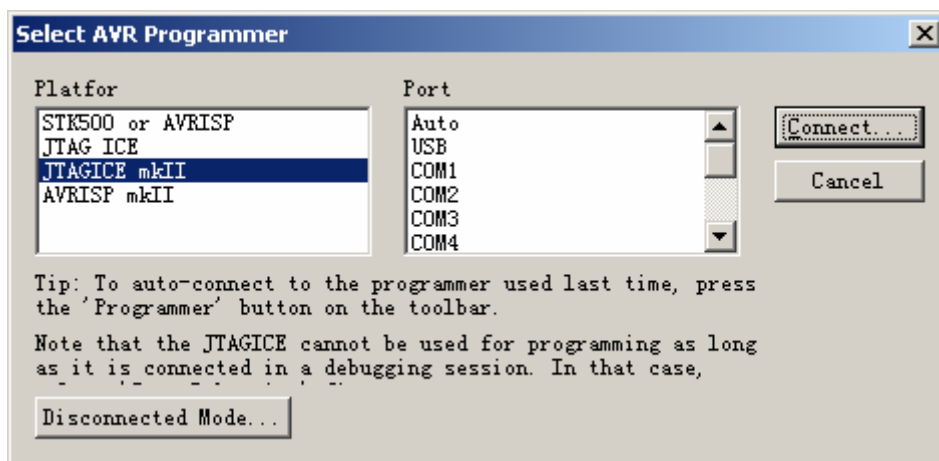 Select AVR Programmer
Platfor
Port
STK500 or AVRISP
JTAG ICE
JTAGICE mkII
AVRISP mkII
Auto
USB
COM1
COM2
COM3
COM4
Connect...
Cancel
Tip: To auto-connect to the programmer used last time, press
the 'Programmer' button on the toolbar.
Note that the JTAGICE cannot be used for programming as long
as it is connected in a debugging session. In that case,
Disconnected Mode...